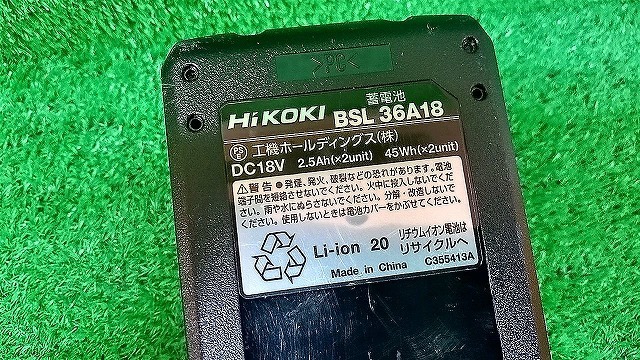 >PC<
HiKOKI 蓄電池 BSL 36A18
PS E 工機ホールディングス(株)
DC18V 2.5Ah(×2unit) 45Wh(×2unit)
⚠警告 ●発煙、発火、破裂などの恐れがあります。電池
端子間を短絡させないでください。火中に投入しないでくだ
さい。雨や水にぬらさないでください。分解・改造しないで
ください。使用しないときは電池カバーをかぶせてください。
Li-ion 20 リチウムイオン電池は
リサイクルへ
Made in China C355413A